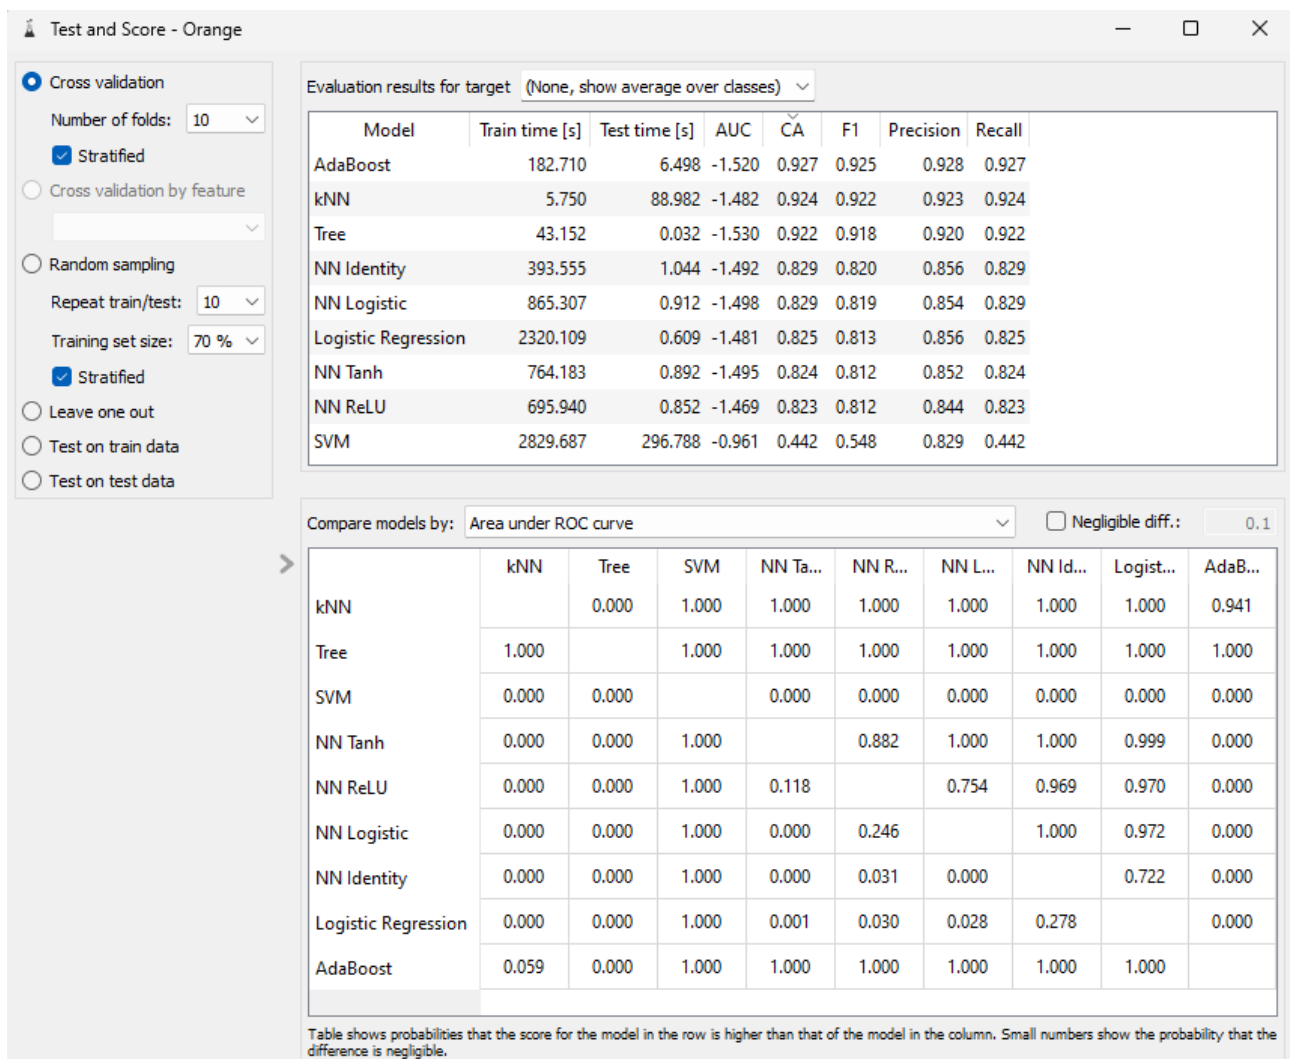 Test and Score - Orange
Cross validation
Number of folds: 10
Stratified
Cross validation by feature
Random sampling
Repeat train/test: 10
Training set size: 70 %
Stratified
Leave one out
Test on train data
Test on test data
Evaluation results for target (None, show average over classes)
Model Train time [s] Test time [s] AUC CA F1 Precision Recall
AdaBoost 182.710 6.498 -1.520 0.927 0.925 0.928 0.927
kNN 5.750 88.982 -1.482 0.924 0.922 0.923 0.924
Tree 43.152 0.032 -1.530 0.922 0.918 0.920 0.922
NN Identity 393.555 1.044 -1.492 0.829 0.820 0.856 0.829
NN Logistic 865.307 0.912 -1.498 0.829 0.819 0.854 0.829
Logistic Regression 2320.109 0.609 -1.481 0.825 0.813 0.856 0.825
NN Tanh 764.183 0.892 -1.495 0.824 0.812 0.852 0.824
NN ReLU 695.940 0.852 -1.469 0.823 0.812 0.844 0.823
SVM 2829.687 296.788 -0.961 0.442 0.548 0.829 0.442
Compare models by: Area under ROC curve Negligible diff.: 0.1
kNN Tree SVM NN Ta... NN R... NN L... NN Id... Logist... AdaB...
kNN 0.000 1.000 1.000 1.000 1.000 1.000 1.000 0.941
Tree 1.000 1.000 1.000 1.000 1.000 1.000 1.000 1.000
SVM 0.000 0.000 0.000 0.000 0.000 0.000 0.000 0.000
NN Tanh 0.000 0.000 1.000 0.882 1.000 1.000 0.999 0.000
NN ReLU 0.000 0.000 1.000 0.118 0.754 0.969 0.970 0.000
NN Logistic 0.000 0.000 1.000 0.000 0.246 1.000 0.972 0.000
NN Identity 0.000 0.000 1.000 0.000 0.031 0.000 0.722 0.000
Logistic Regression 0.000 0.000 1.000 0.001 0.030 0.028 0.278 0.000
AdaBoost 0.059 0.000 1.000 1.000 1.000 1.000 1.000 1.000
Table shows probabilities that the score for the model in the row is higher than that of the model in the column. Small numbers show the probability that the
difference is negligible.